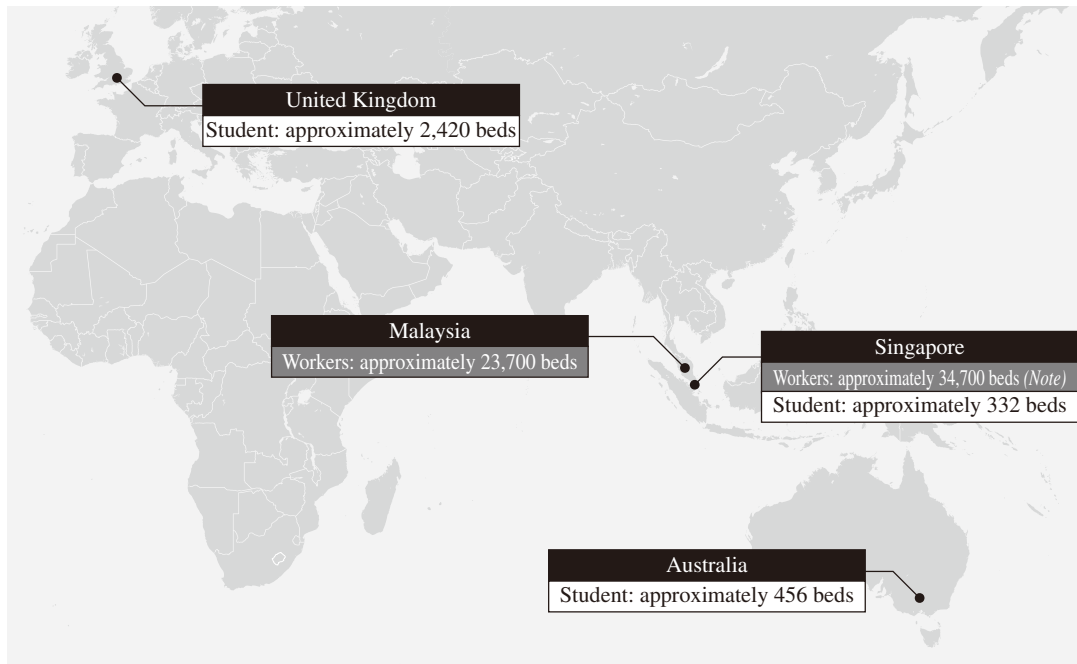 United Kingdom
Student: approximately 2,420 beds
Malaysia
Workers: approximately 23,700 beds
Singapore
Workers: approximately 34,700 beds (Note)
Student: approximately 332 beds
Australia
Student: approximately 456 beds